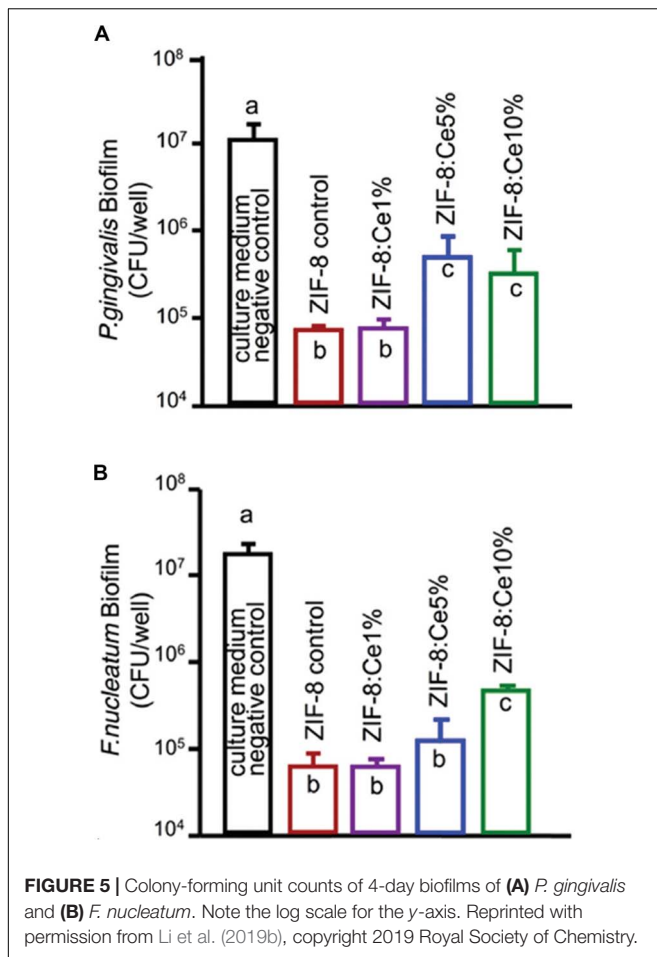 A
10⁸
10⁷
10⁶
10⁵
10⁴
P.gingivalis Biofilm
(CFU/well)
a
culture medium
negative control
ZIF-8 control
b
ZIF-8:Ce1%
b
ZIF-8:Ce5%
c
ZIF-8:Ce10%
c
B
10⁸
10⁷
10⁶
10⁵
10⁴
F.nucleatum Biofilm
(CFU/well)
a
culture medium
negative control
ZIF-8 control
b
ZIF-8:Ce1%
b
ZIF-8:Ce5%
b
ZIF-8:Ce10%
c
FIGURE 5 | Colony-forming unit counts of 4-day biofilms of (A) P. gingivalis
and (B) F. nucleatum. Note the log scale for the y-axis. Reprinted with
permission from Li et al. (2019b), copyright 2019 Royal Society of Chemistry.